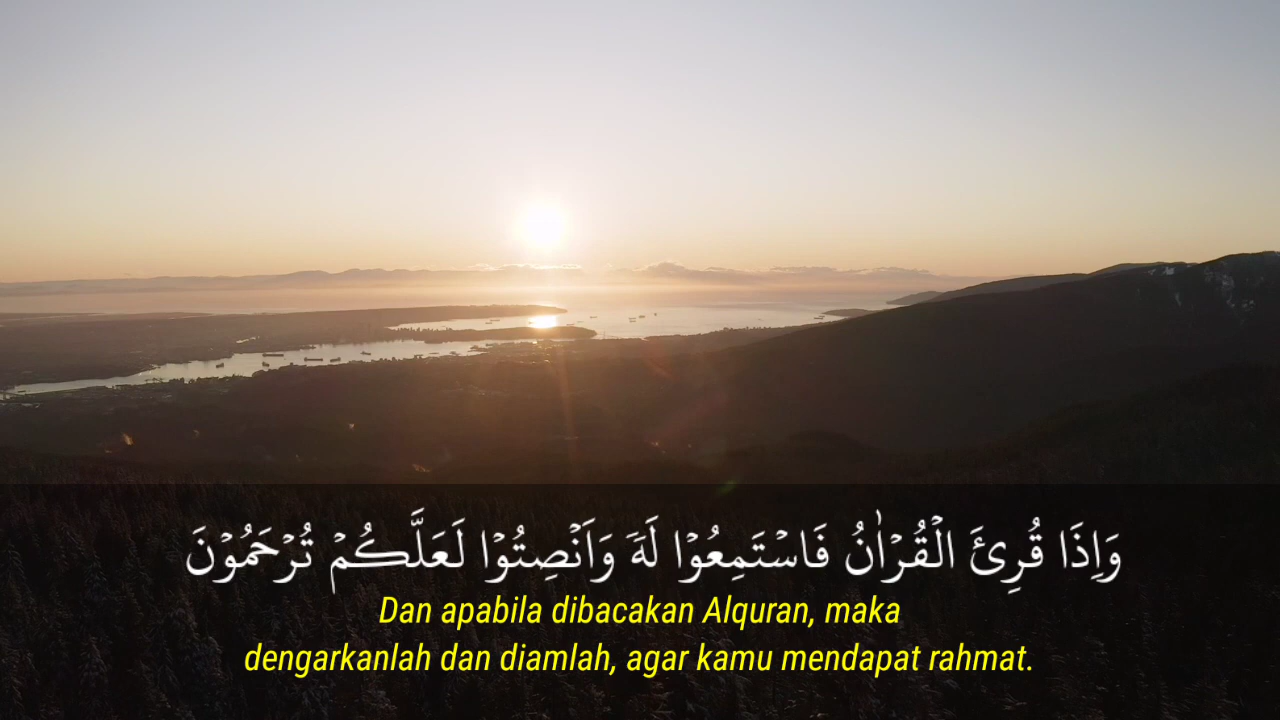 وَاِذَا قُرِئَ الْقُرْاٰنُ فَاسْتَمِعُوْا لَهٗ وَاَنْصِتُوْا لَعَلَّكُمْ تُرْحَمُوْنَ
Dan apabila dibacakan Alquran, maka
dengarkanlah dan diamlah, agar kamu mendapat rahmat.